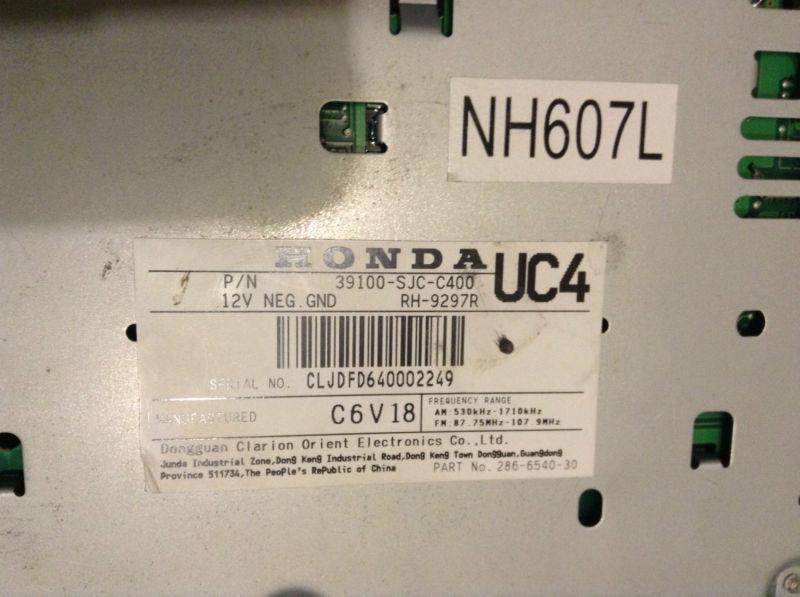 NH607L
HONDA
UC4
P/N 39100-SJC-C400
12V NEG.GND RH-9297R
SERIAL NO. CLJDFD640002249
MANUFACTURED C6V18
FREQUENCY RANGE
AM:530kHz-1710kHz
FM:87.75MHz-107.9MHz
Dongguan Clarion Orient Electronics Co.,Ltd.
Junda Industrial Zone,Dong Keng Industrial Road,Dong Keng Town DongGuan,Guangdong
Province 511734,The PeoPle's RePublic of China
PART No. 286-6540-30